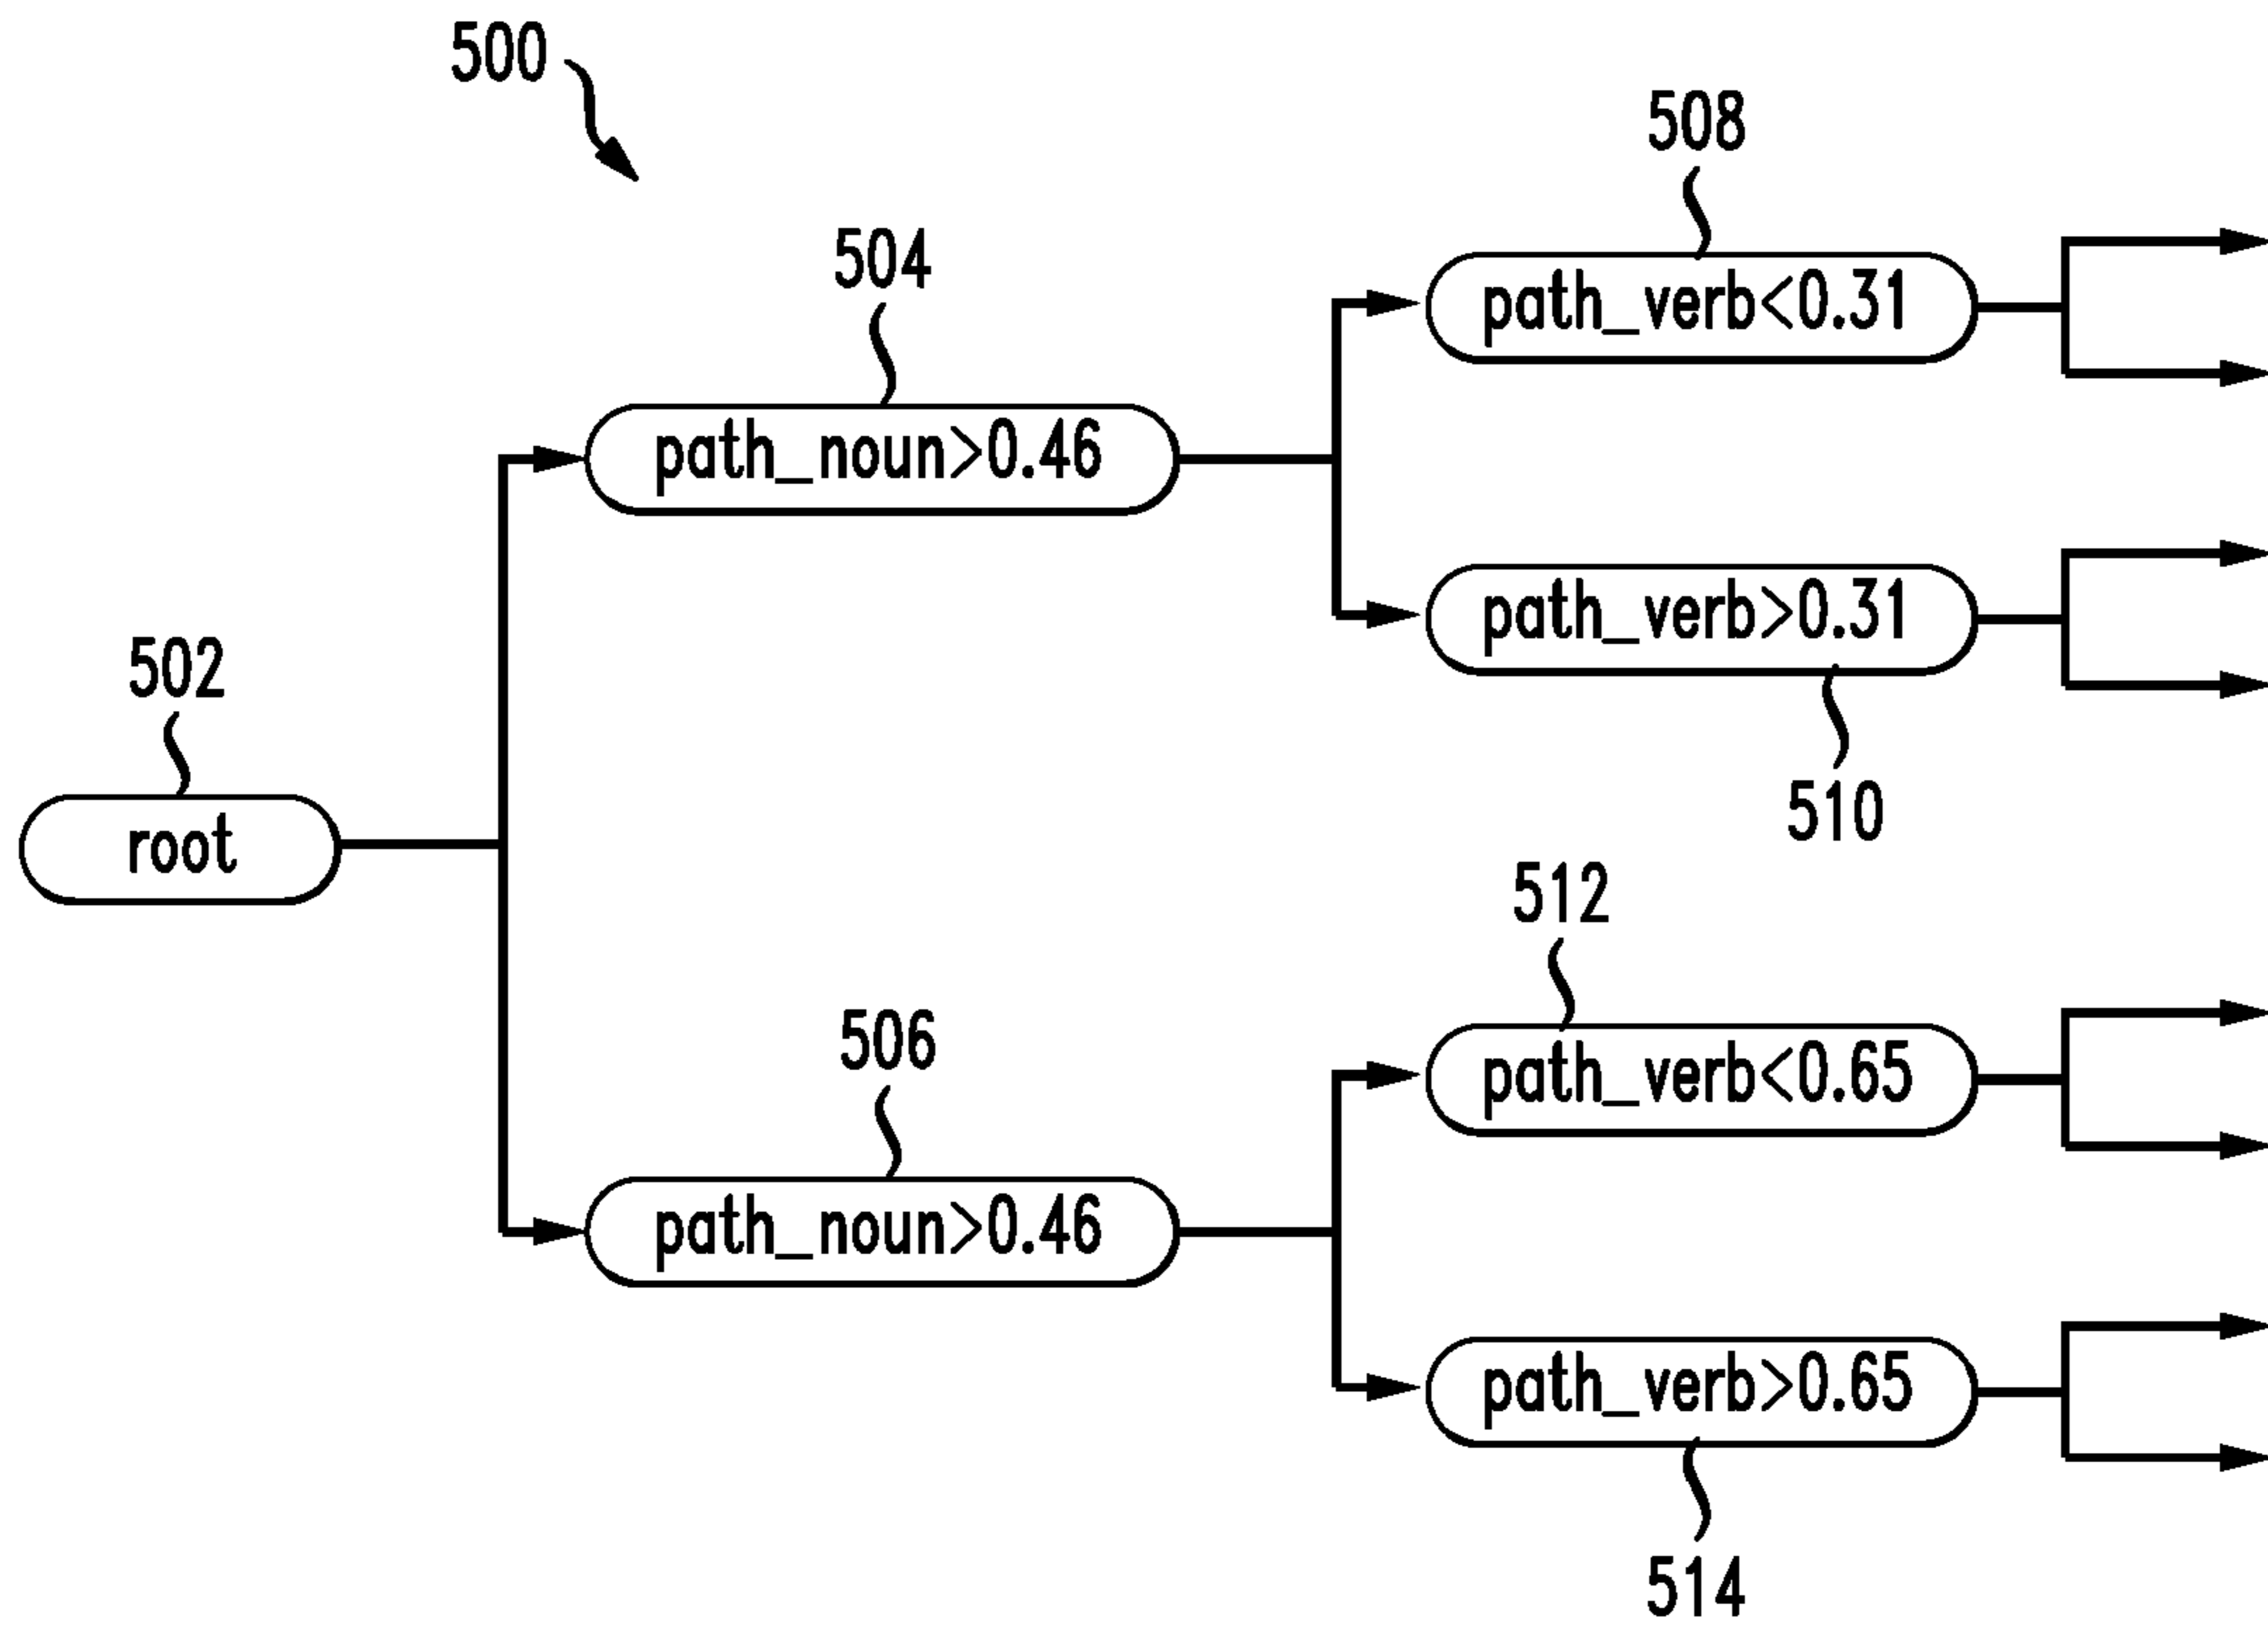 500
508
path_verb<0.31
504
path_noun>0.46
path_verb>0.31
510
502
root
512
path_verb<0.65
506
path_noun>0.46
path_verb>0.65
514